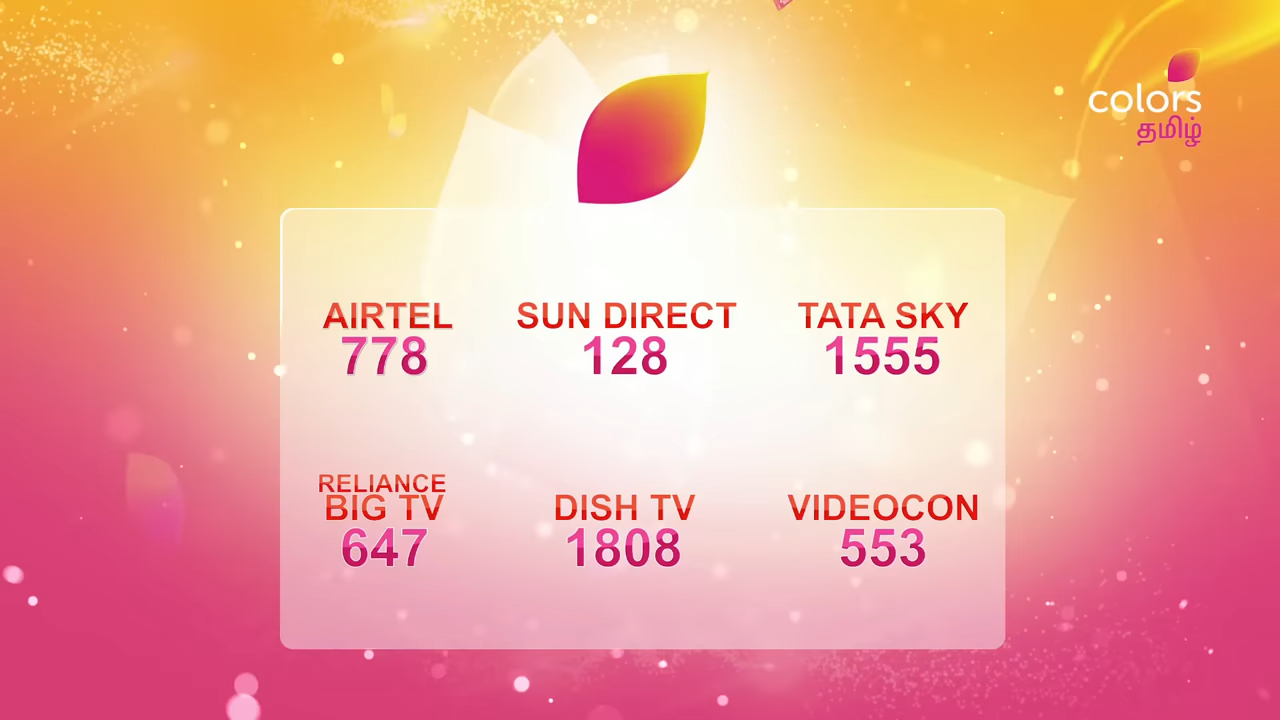 colors
தமிழ்
AIRTEL
778
SUN DIRECT
128
TATA SKY
1555
RELIANCE
BIG TV
647
DISH TV
1808
VIDEOCON
553